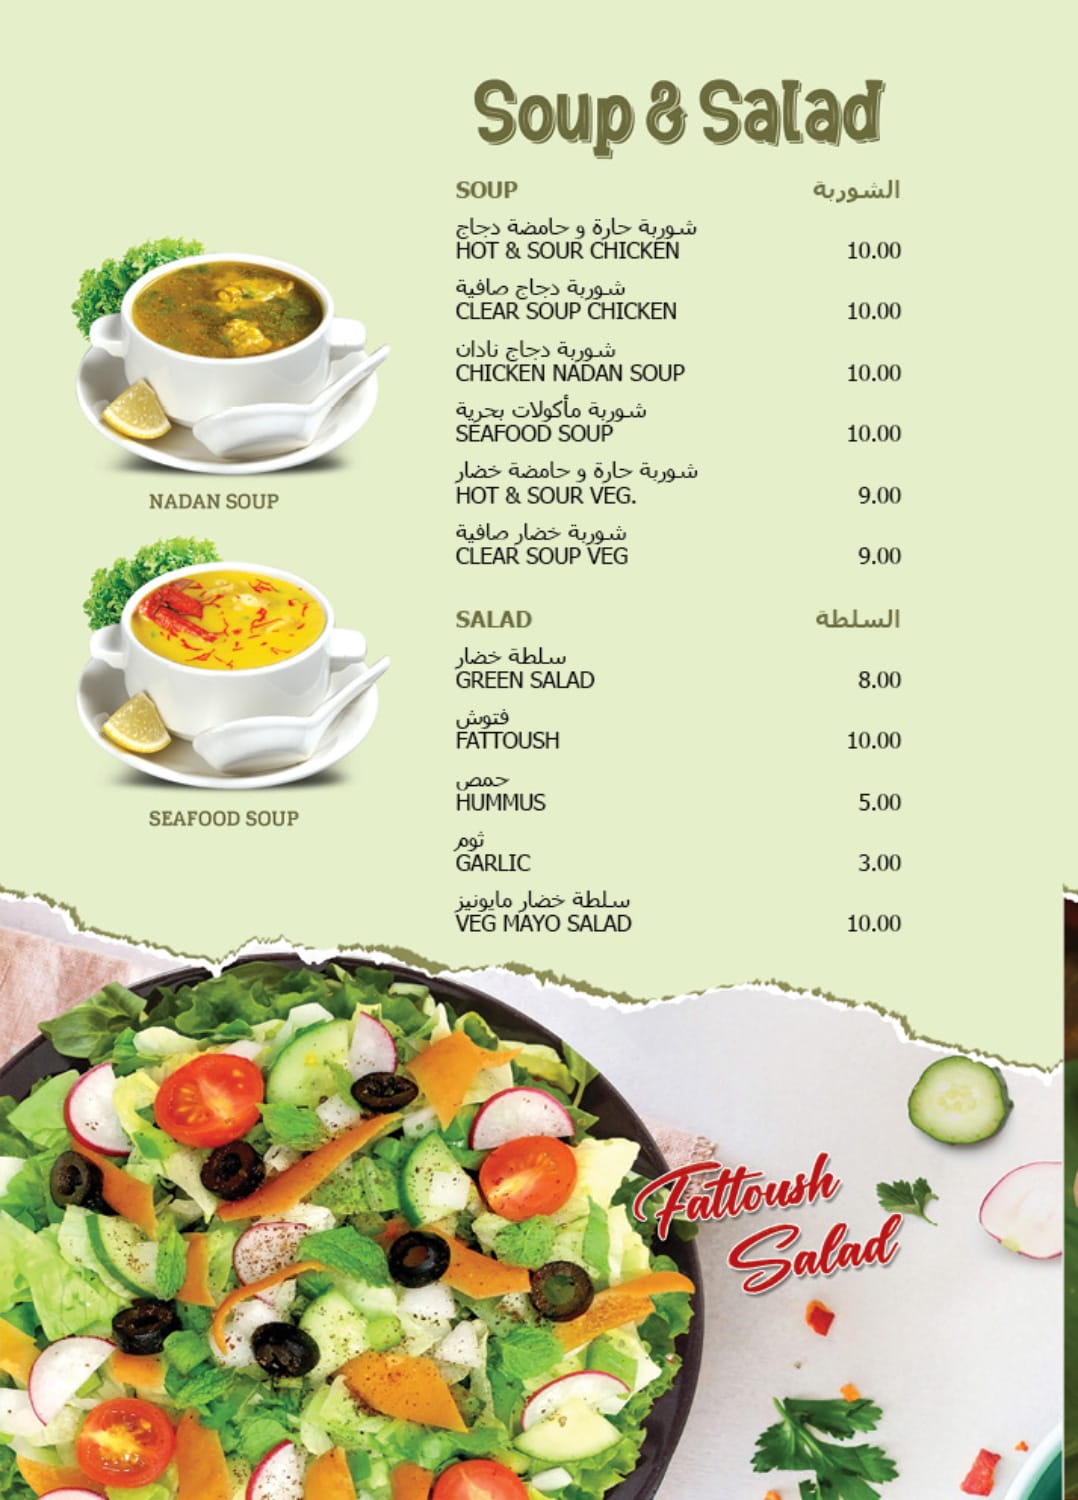 Soup & Salad
SOUP الشوربة
شوربة حارة و حامضة دجاج
HOT & SOUR CHICKEN 10.00
شوربة دجاج صافية
CLEAR SOUP CHICKEN 10.00
شوربة دجاج نادان
CHICKEN NADAN SOUP 10.00
شوربة مأكولات بحرية
SEAFOOD SOUP 10.00
شوربة حارة و حامضة خضار
HOT & SOUR VEG. 9.00
شوربة خضار صافية
CLEAR SOUP VEG 9.00
NADAN SOUP
SEAFOOD SOUP
SALAD السلطة
سلطة خضار
GREEN SALAD 8.00
فتوش
FATTOUSH 10.00
حمص
HUMMUS 5.00
ثوم
GARLIC 3.00
سلطة خضار مايونيز
VEG MAYO SALAD 10.00
Fattoush
Salad